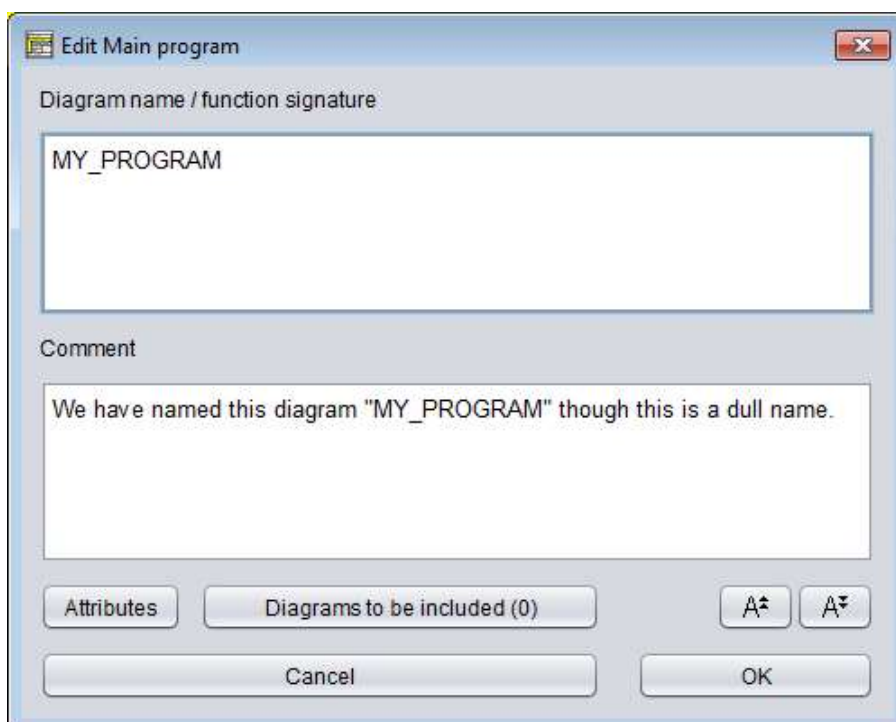 Edit Main program
Diagram name / function signature
MY_PROGRAM
Comment
We have named this diagram "MY_PROGRAM" though this is a dull name.
Attributes
Diagrams to be included (0)
A
A
Cancel
OK